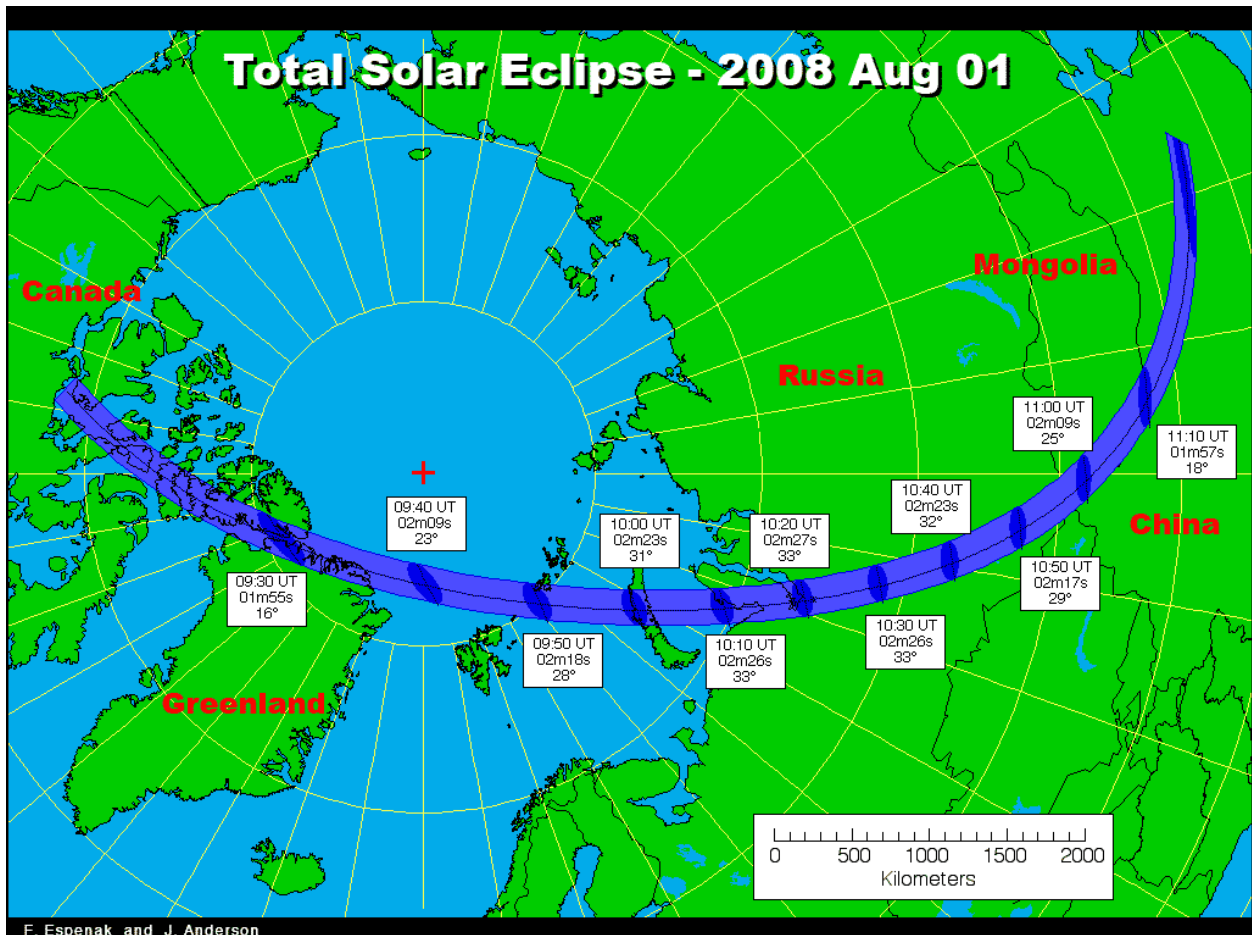 Total Solar Eclipse - 2008 Aug 01
Canada
Mongolia
Russia
11:00 UT
02m09s
25°
11:10 UT
01m57s
18°
10:40 UT
02m23s
32°
09:40 UT
02m09s
23°
10:00 UT
02m23s
31°
10:20 UT
02m27s
33°
China
10:50 UT
02m17s
29°
09:30 UT
01m55s
16°
10:30 UT
02m26s
33°
09:50 UT
02m18s
28°
10:10 UT
02m26s
33°
Greenland
0 500 1000 1500 2000
Kilometers
F. Espenak and J. Anderson